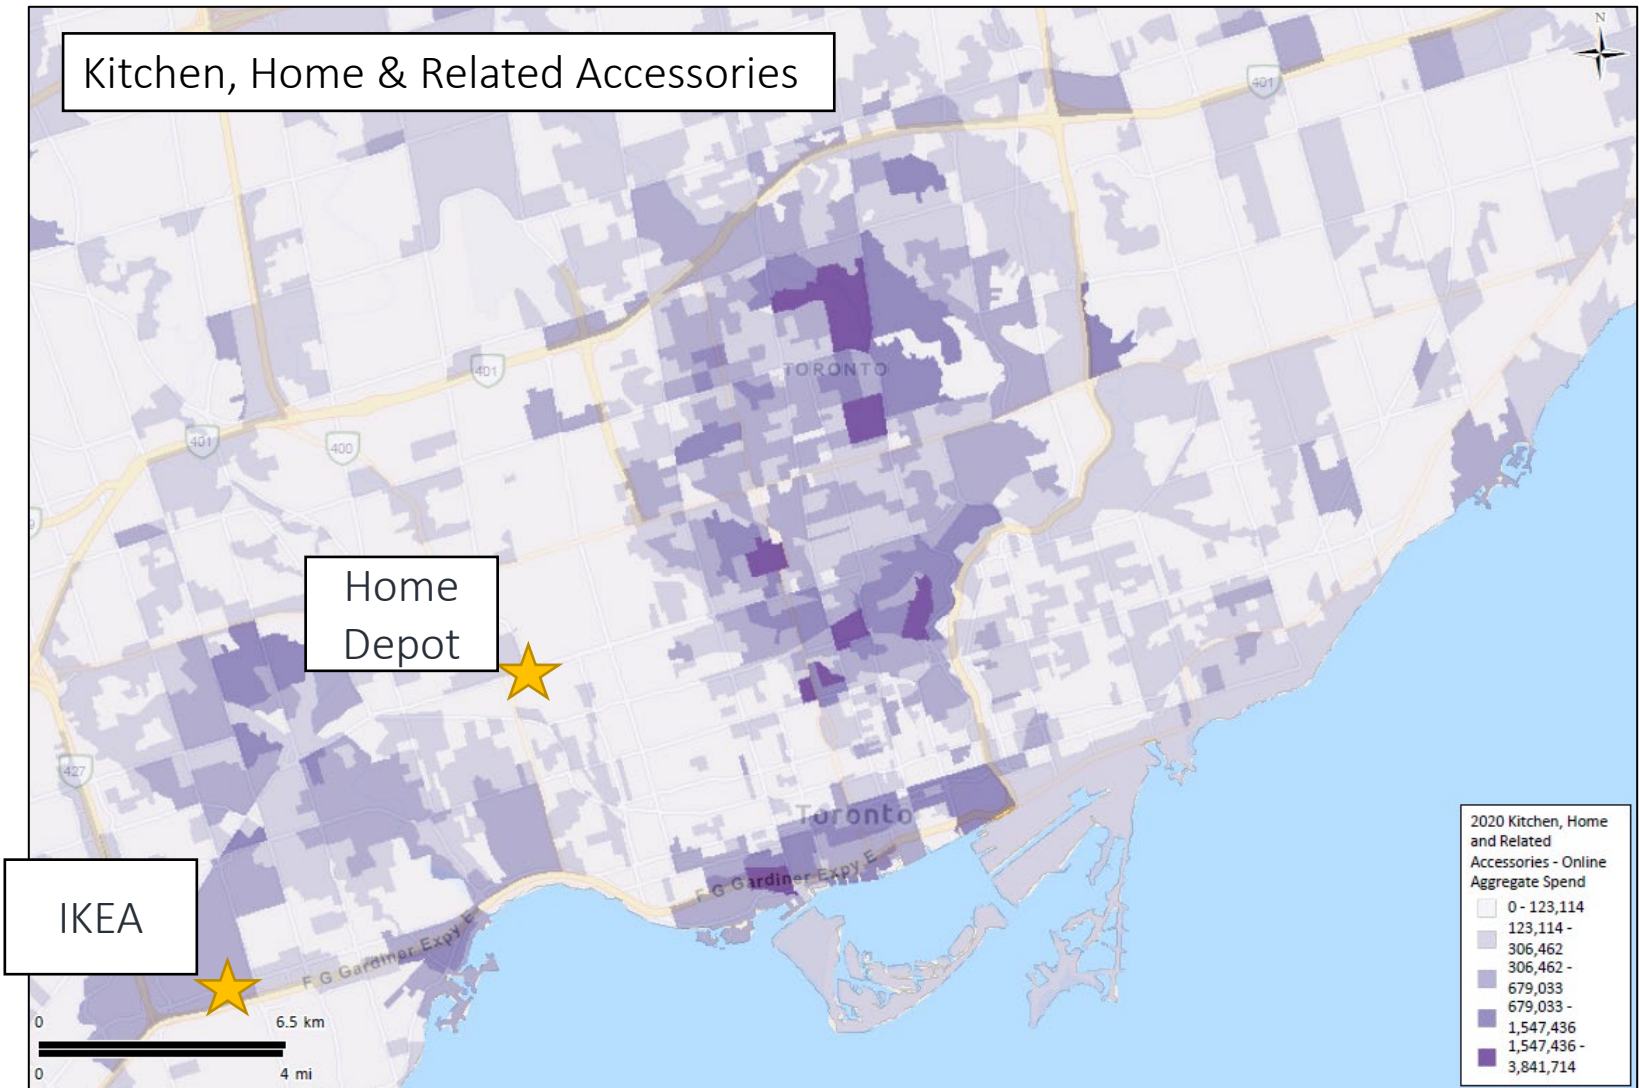 Kitchen, Home & Related Accessories
N
401
401
TORONTO
401
400
Home
Depot
427
Toronto
F G Gardiner Expy E
IKEA
F G Gardiner Expy E
0
6.5 km
0
4 mi
2020 Kitchen, Home
and Related
Accessories - Online
Aggregate Spend
0 - 123,114
123,114 -
306,462
306,462 -
679,033
679,033 -
1,547,436
1,547,436 -
3,841,714